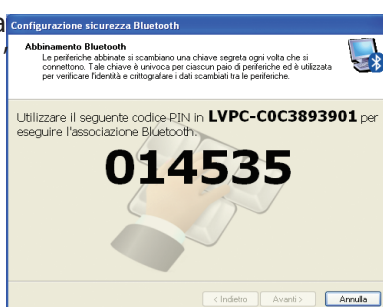 a
,
Configurazione sicurezza Bluetooth
Abbinamento Bluetooth
Le periferiche abbinate si scambiano una chiave segreta ogni volta che si
connettono. Tale chiave è univoca per ciascun paio di periferiche ed è utilizzata
per verificare l'identità e crittografare i dati scambiati tra le periferiche.
Utilizzare il seguente codice PIN in LVPC-C0C3893901 per
eseguire l'associazione Bluetooth.
014535
< Indietro Avanti > Annulla